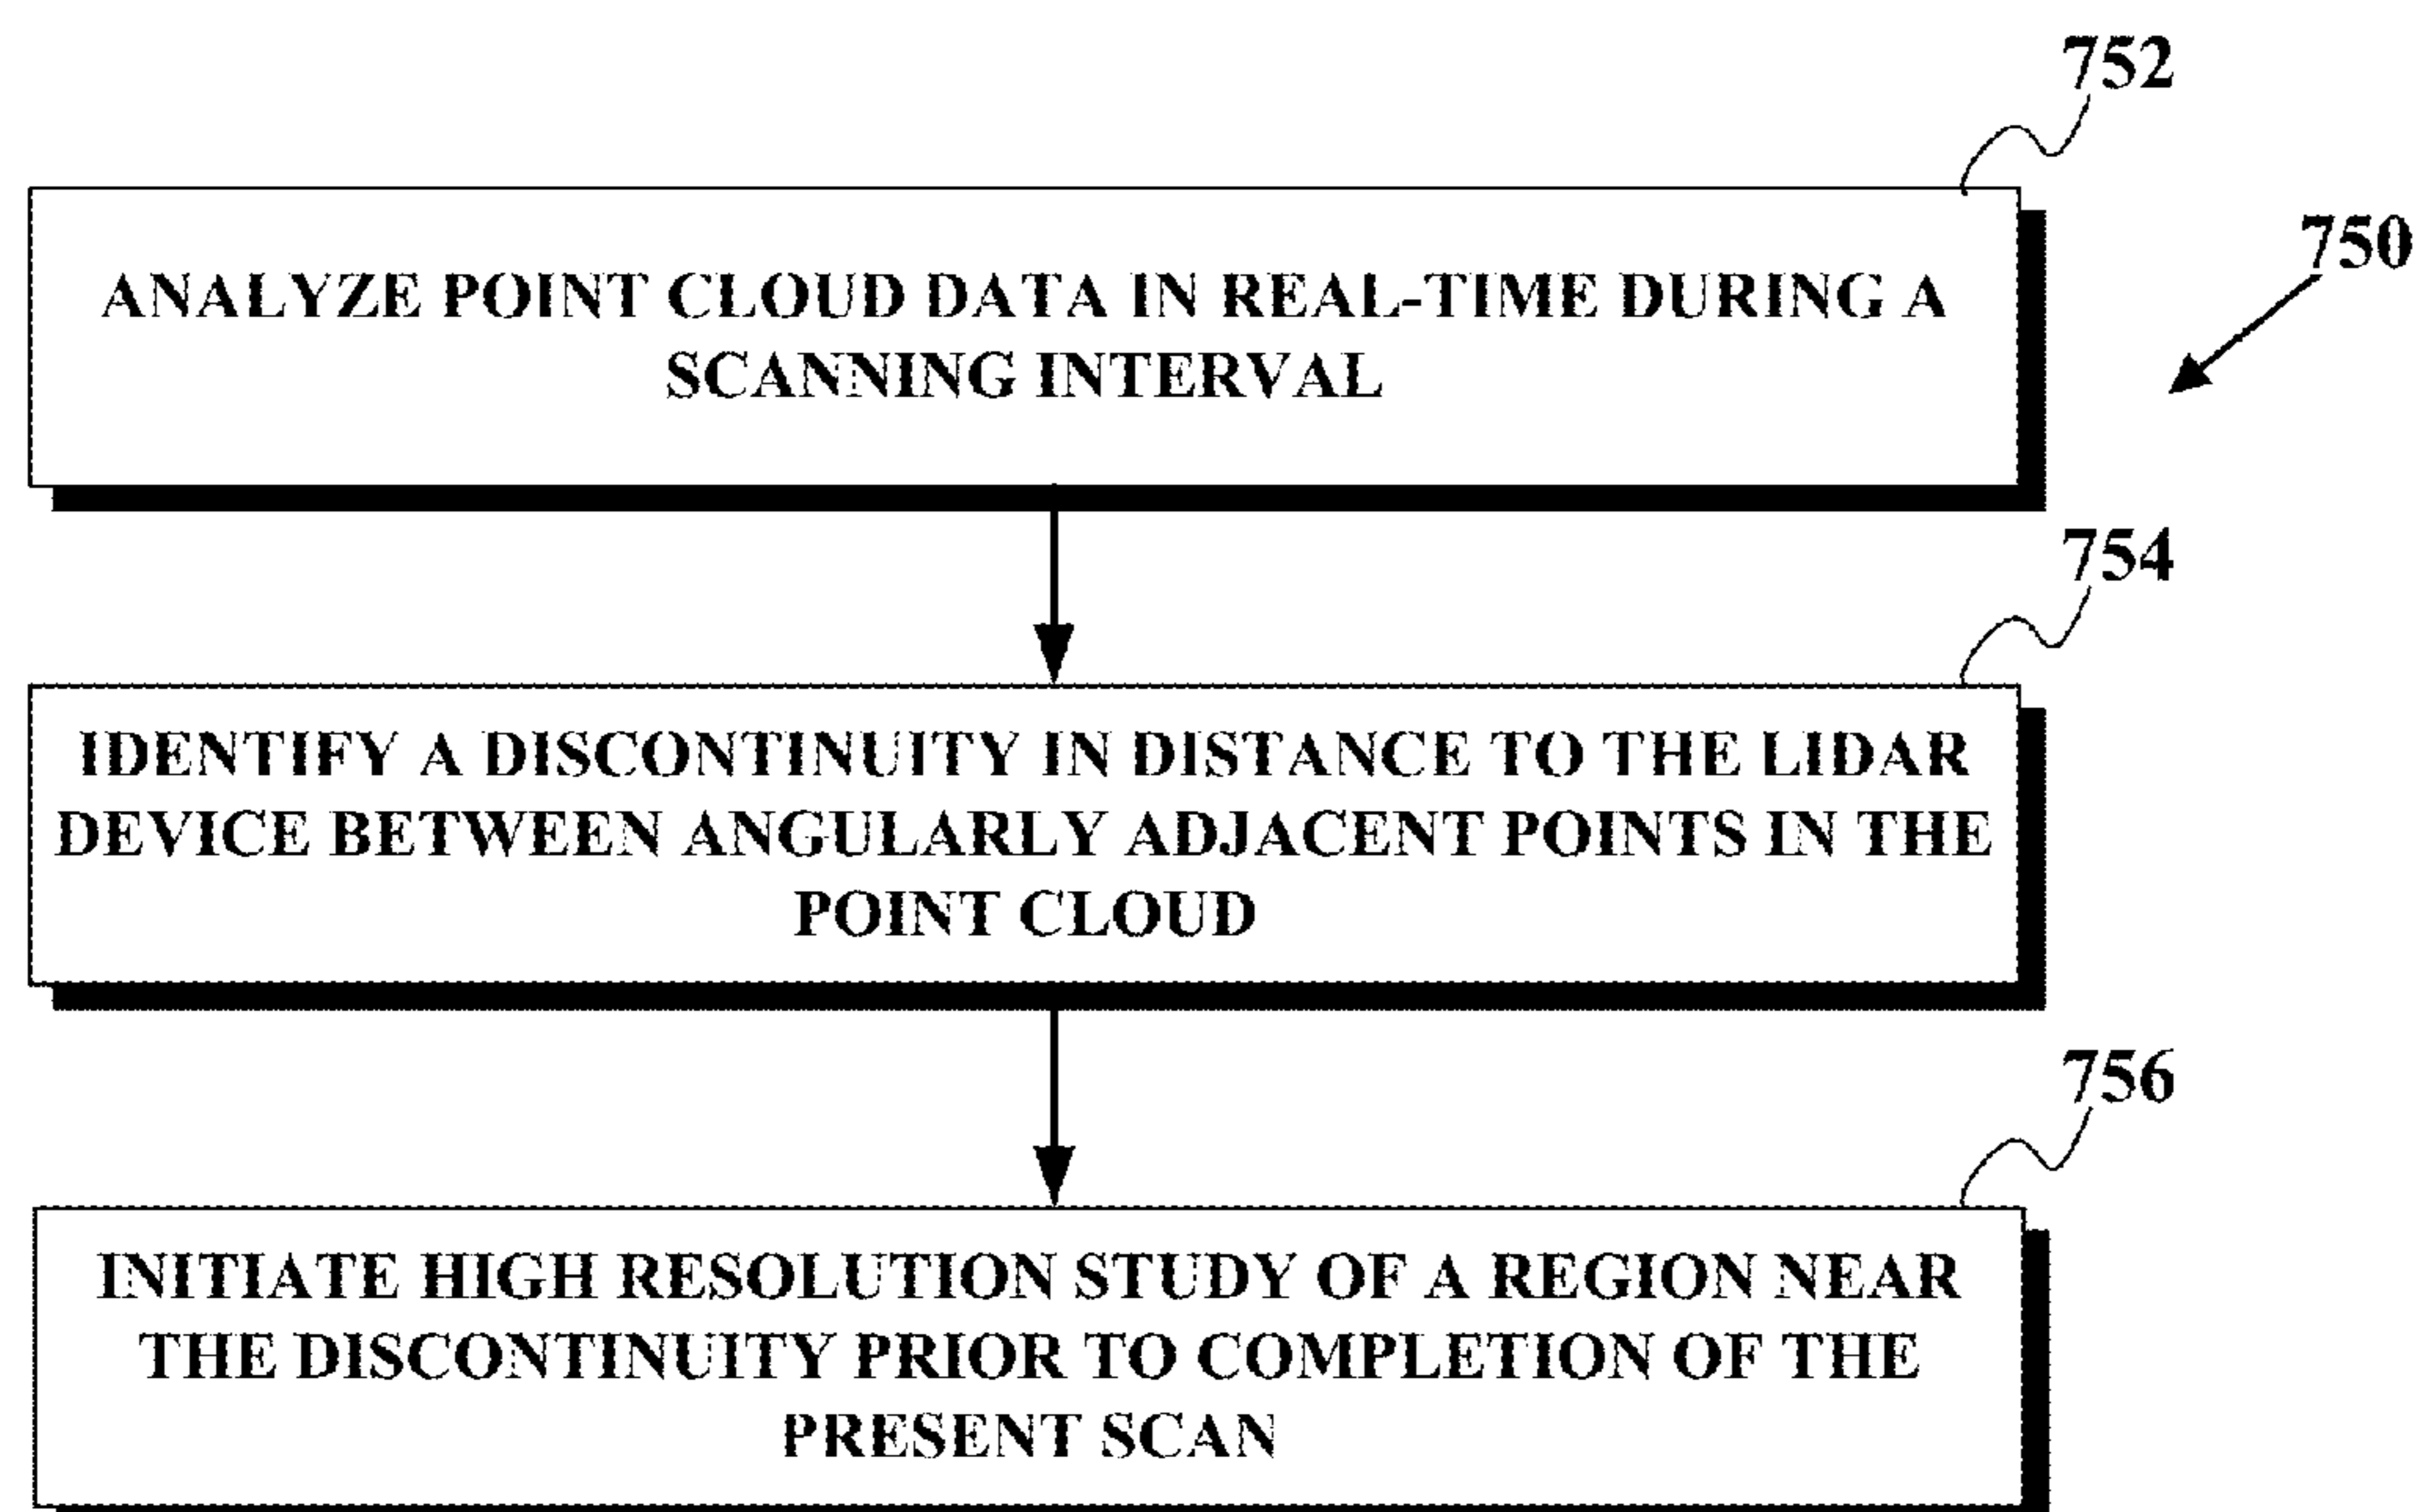 752
750
ANALYZE POINT CLOUD DATA IN REAL-TIME DURING A
SCANNING INTERVAL
754
IDENTIFY A DISCONTINUITY IN DISTANCE TO THE LIDAR
DEVICE BETWEEN ANGULARLY ADJACENT POINTS IN THE
POINT CLOUD
756
INITIATE HIGH RESOLUTION STUDY OF A REGION NEAR
THE DISCONTINUITY PRIOR TO COMPLETION OF THE
PRESENT SCAN